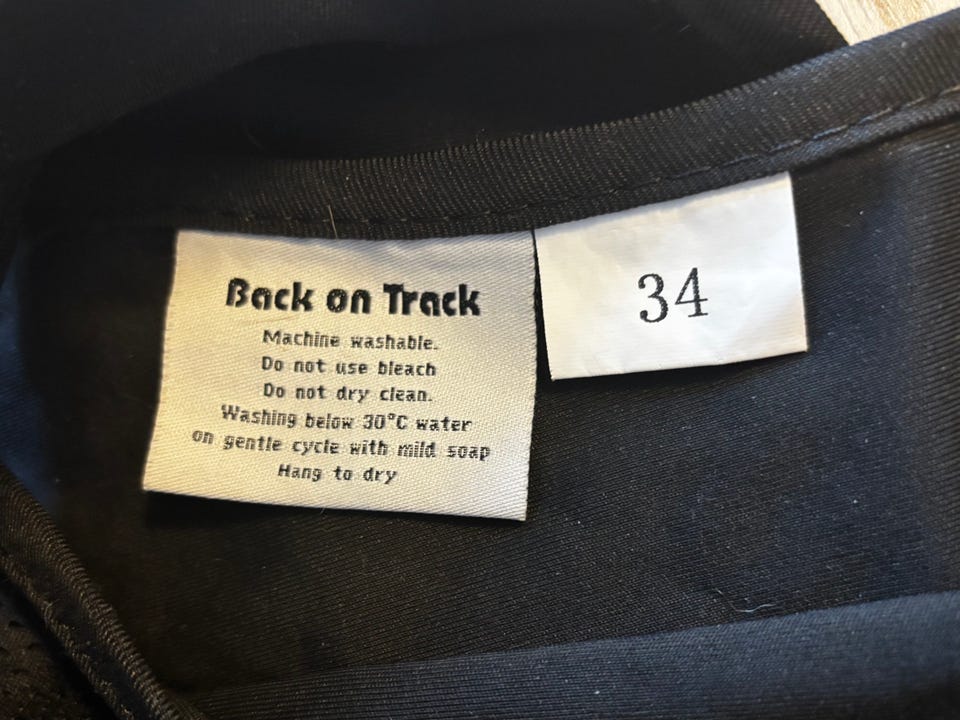 Back on Track
Machine washable.
Do not use bleach
Do not dry clean.
Washing below 30°C water
on gentle cycle with mild soap
Hang to dry
34